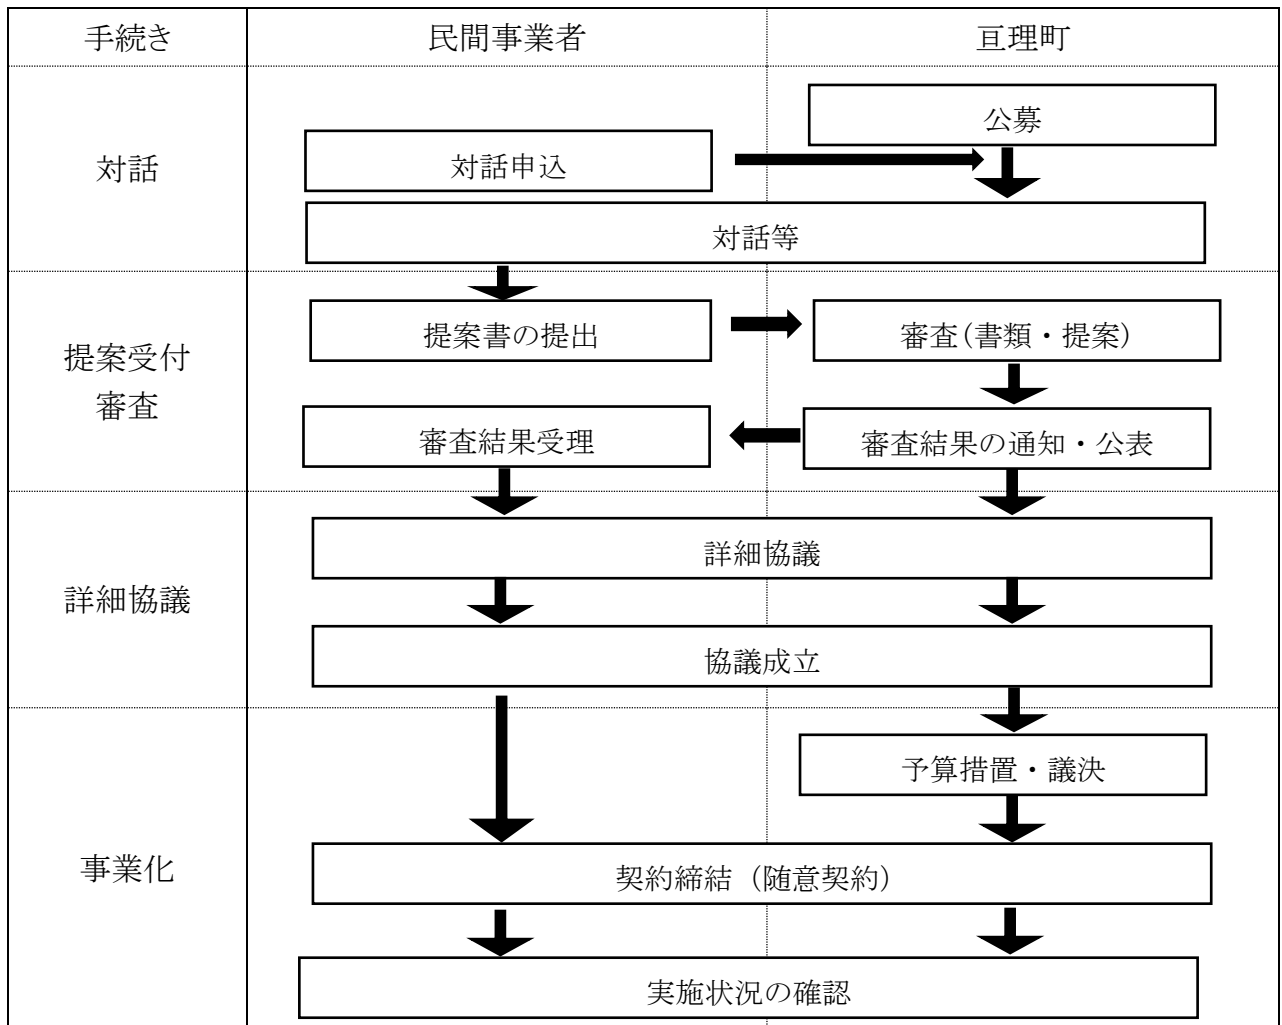 手続き
民間事業者
亘理町
対話
公募
対話申込
対話等
提案受付
審査
提案書の提出
審査(書類・提案)
審査結果受理
審査結果の通知・公表
詳細協議
詳細協議
協議成立
事業化
予算措置・議決
契約締結（随意契約）
実施状況の確認